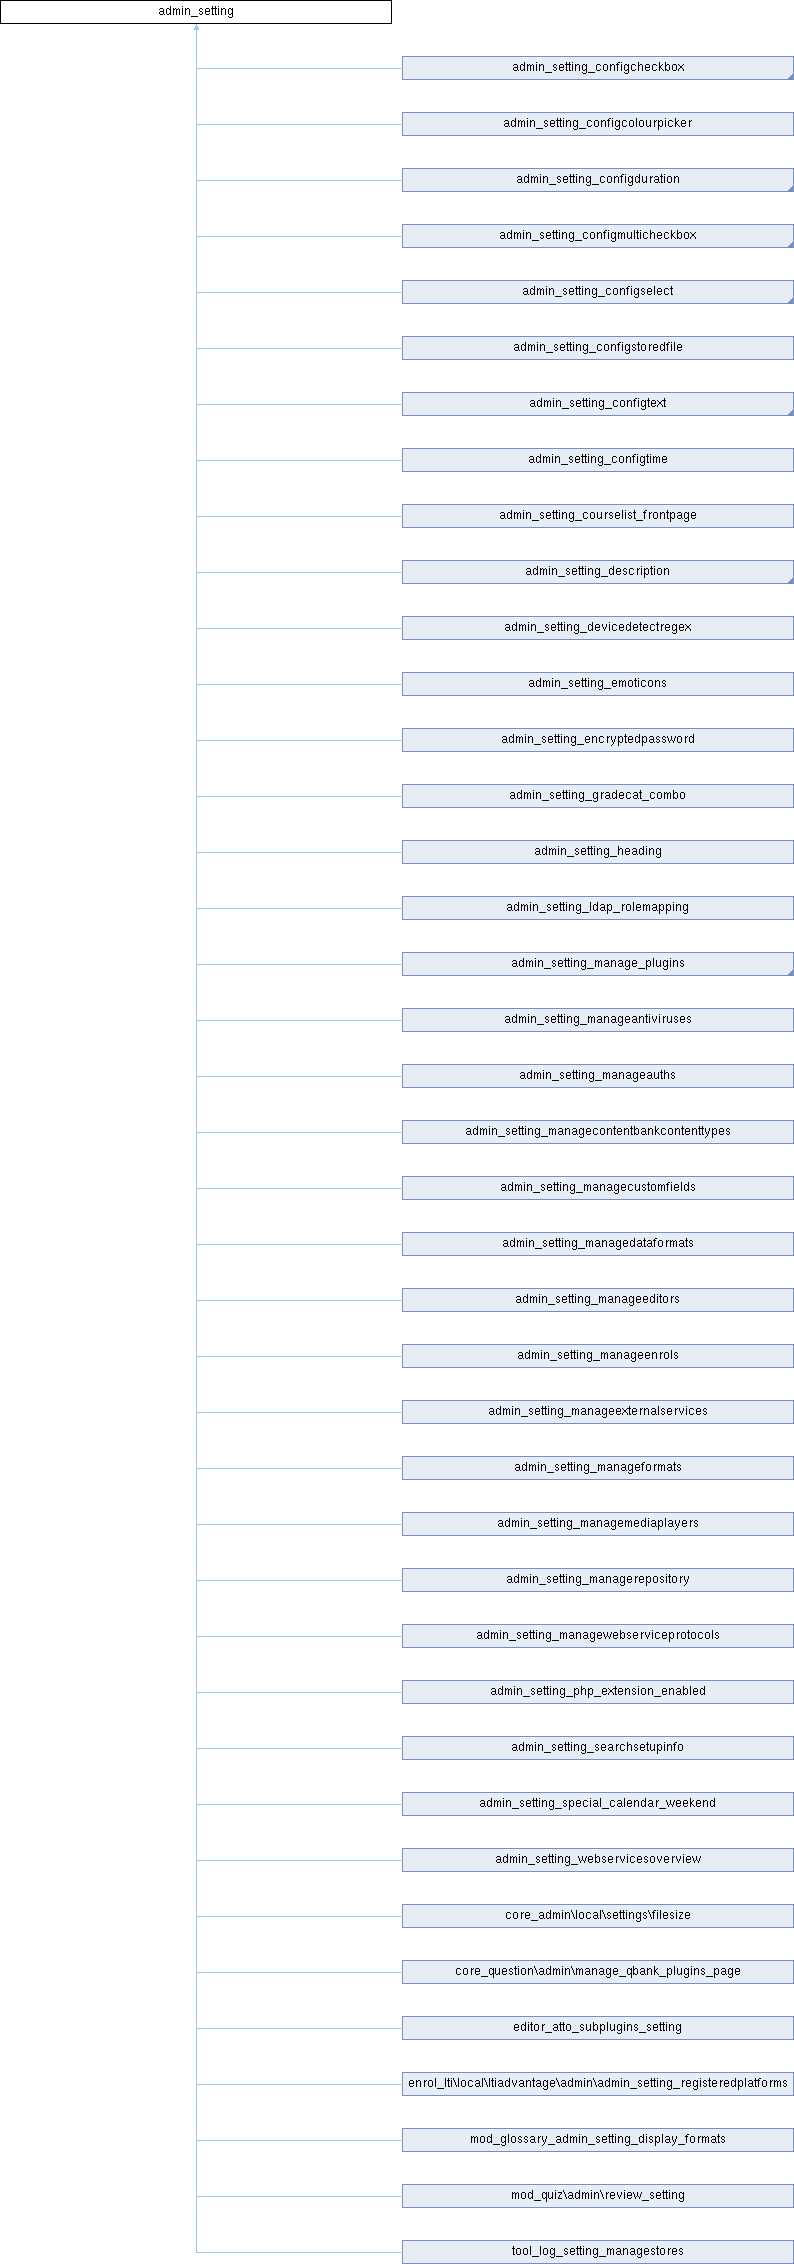 admin_setting
admin_setting_configcheckbox
admin_setting_configcolourpicker
admin_setting_configduration
admin_setting_configmulticheckbox
admin_setting_configselect
admin_setting_configstoredfile
admin_setting_configtext
admin_setting_configtime
admin_setting_courselist_frontpage
admin_setting_description
admin_setting_devicedetectregex
admin_setting_emoticons
admin_setting_encryptedpassword
admin_setting_gradecat_combo
admin_setting_heading
admin_setting_ldap_rolemapping
admin_setting_manage_plugins
admin_setting_manageantiviruses
admin_setting_manageauths
admin_setting_managecontentbankcontenttypes
admin_setting_managecustomfields
admin_setting_managedataformats
admin_setting_manageeditors
admin_setting_manageenrols
admin_setting_manageexternalservices
admin_setting_manageformats
admin_setting_managemediaplayers
admin_setting_managerepository
admin_setting_managewebserviceprotocols
admin_setting_php_extension_enabled
admin_setting_searchsetupinfo
admin_setting_special_calendar_weekend
admin_setting_webservicesoverview
core_admin\local\settings\filesize
core_question\admin\manage_qbank_plugins_page
editor_atto_subplugins_setting
enrol_lti\local\ltiadvantage\admin\admin_setting_registeredplatforms
mod_glossary_admin_setting_display_formats
mod_quiz\admin\review_setting
tool_log_setting_managestores